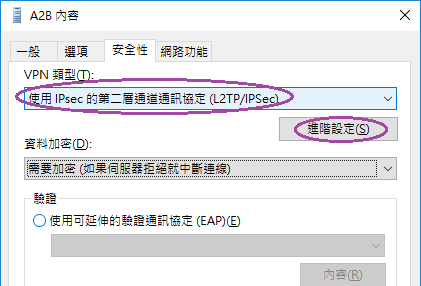 A2B 內容
一般 選項 安全性 網路功能
VPN 類型(T):
使用 IPsec 的第二層通道通訊協定 (L2TP/IPSec)
進階設定(S)
資料加密(D):
需要加密 (如果伺服器拒絕就中斷連線)
驗證
使用可延伸的驗證通訊協定 (EAP)(E)
內容(R)